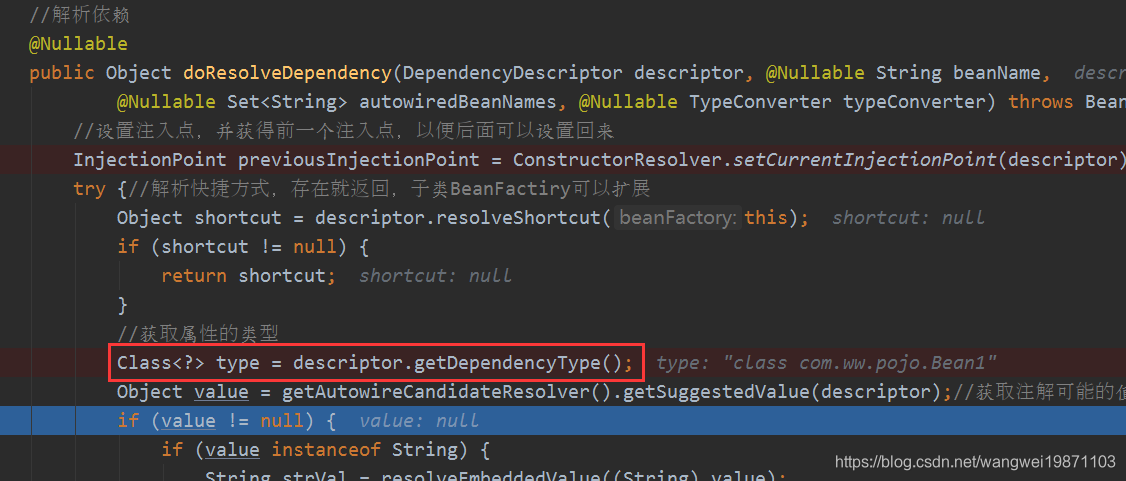 //解析依赖
@Nullable
public Object doResolveDependency(DependencyDescriptor descriptor, @Nullable String beanName, descr
@Nullable Set<String> autowiredBeanNames, @Nullable TypeConverter typeConverter) throws Bean
//设置注入点，并获得前一个注入点，以便后面可以设置回来
InjectionPoint previousInjectionPoint = ConstructorResolver.setCurrentInjectionPoint(descriptor)
try {//解析快捷方式，存在就返回，子类BeanFactiry可以扩展
Object shortcut = descriptor.resolveShortcut( beanFactory: this); shortcut: null
if (shortcut != null) {
return shortcut; shortcut: null
}
//获取属性的类型
Class<?> type = descriptor.getDependencyType(); type: "class com.ww.pojo.Bean1"
Object value = getAutowireCandidateResolver().getSuggestedValue(descriptor);//获取注解可能的值
if (value != null) { value: null
if (value instanceof String) {
String strVal = resolveEmbeddedValue((String) value);
https://blog.csdn.net/wangwei19871103